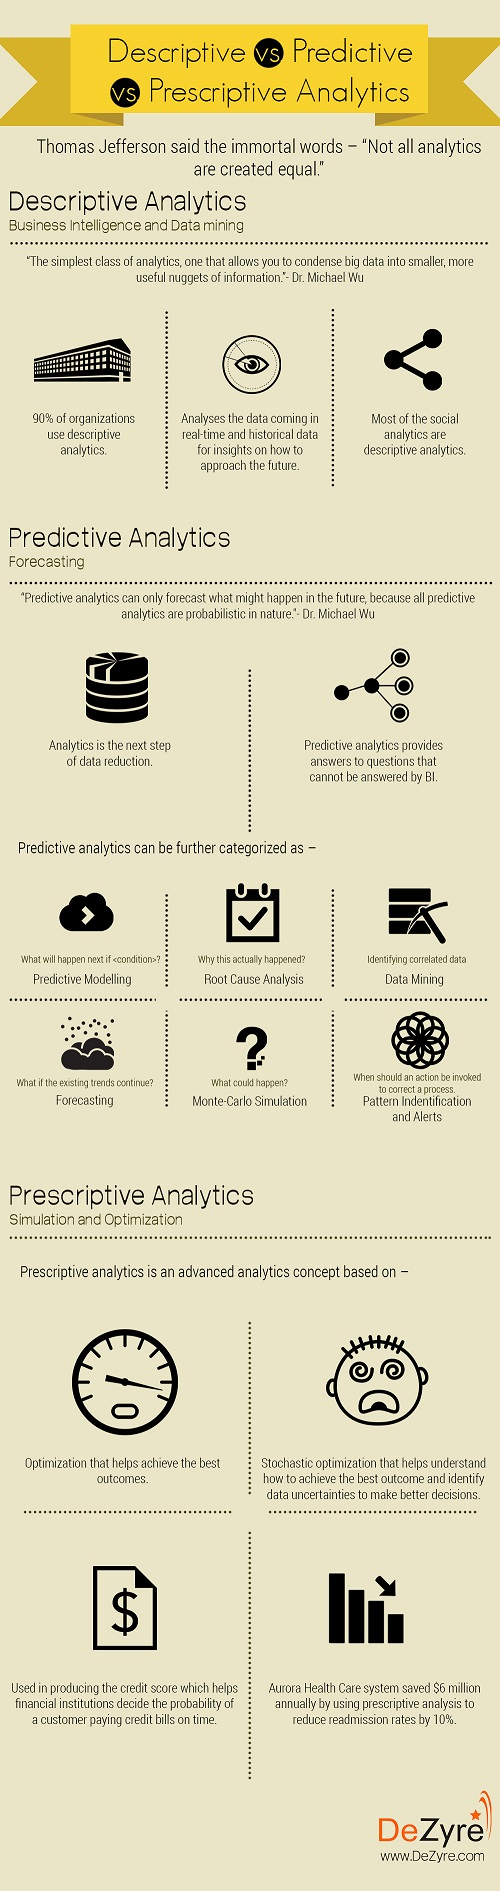 Descriptive vs Predictive
vs Prescriptive Analytics
Thomas Jefferson said the immortal words – “Not all analytics
are created equal.”
Descriptive Analytics
Business Intelligence and Data mining
“The simplest class of analytics, one that allows you to condense big data into smaller, more
useful nuggets of information.”- Dr. Michael Wu
90% of organizations
use descriptive
analytics.
Analyses the data coming in
real-time and historical data
for insights on how to
approach the future.
Most of the social
analytics are
descriptive analytics.
Predictive Analytics
Forecasting
“Predictive analytics can only forecast what might happen in the future, because all predictive
analytics are probabilistic in nature.”- Dr. Michael Wu
Analytics is the next step
of data reduction.
Predictive analytics provides
answers to questions that
cannot be answered by BI.
Predictive analytics can be further categorized as –
What will happen next if <condition>?
Predictive Modelling
Why this actually happened?
Root Cause Analysis
Identifying correlated data
Data Mining
What if the existing trends continue?
Forecasting
What could happen?
Monte-Carlo Simulation
When should an action be invoked
to correct a process.
Pattern Indentification
and Alerts
Prescriptive Analytics
Simulation and Optimization
Prescriptive analytics is an advanced analytics concept based on –
Optimization that helps achieve the best
outcomes.
Stochastic optimization that helps understand
how to achieve the best outcome and identify
data uncertainties to make better decisions.
$
Used in producing the credit score which helps
financial institutions decide the probability of
a customer paying credit bills on time.
Aurora Health Care system saved $6 million
annually by using prescriptive analysis to
reduce readmission rates by 10%.
DeZyre
www.DeZyre.com